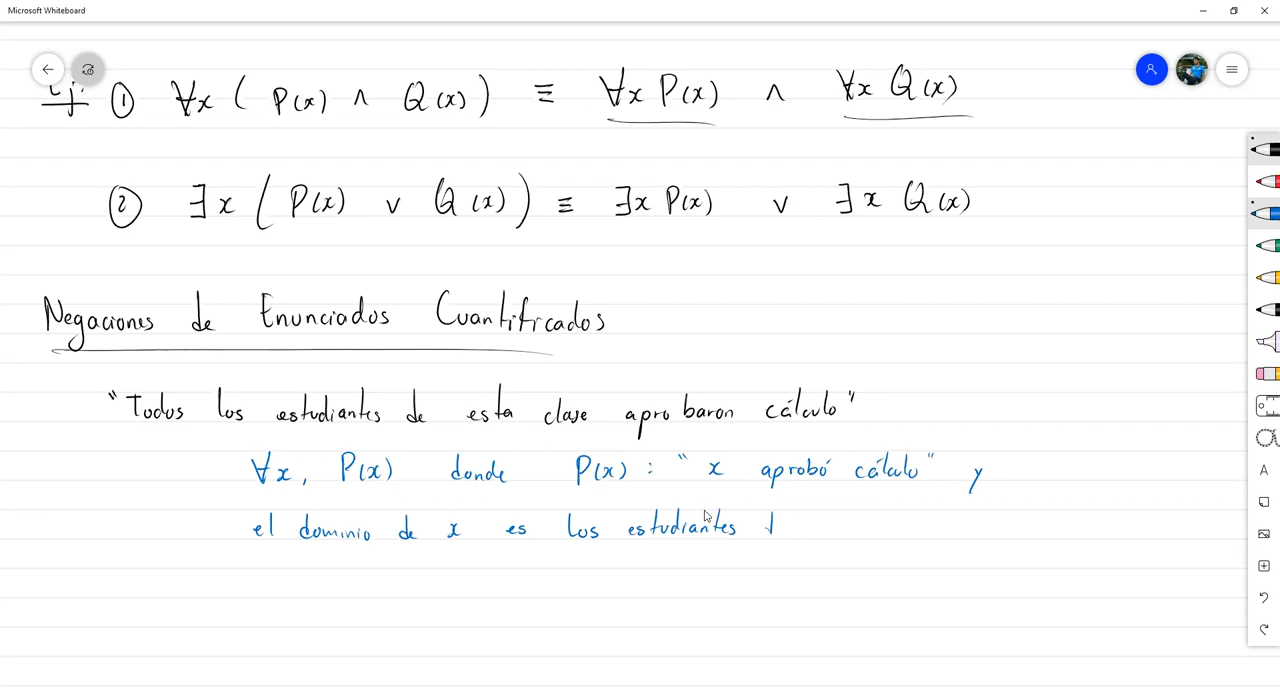 Microsoft Whiteboard
Ej: ① ∀x ( P(x) ∧ Q(x) ) ≡ ∀x P(x) ∧ ∀x Q(x)
② ∃x ( P(x) ∨ Q(x) ) ≡ ∃x P(x) ∨ ∃x Q(x)
Negaciones de Enunciados Cuantificados
"Todos los estudiantes de esta clase aprobaron cálculo"
∀x, P(x) donde P(x) : "x aprobó cálculo" y
el dominio de x es los estudiantes
A